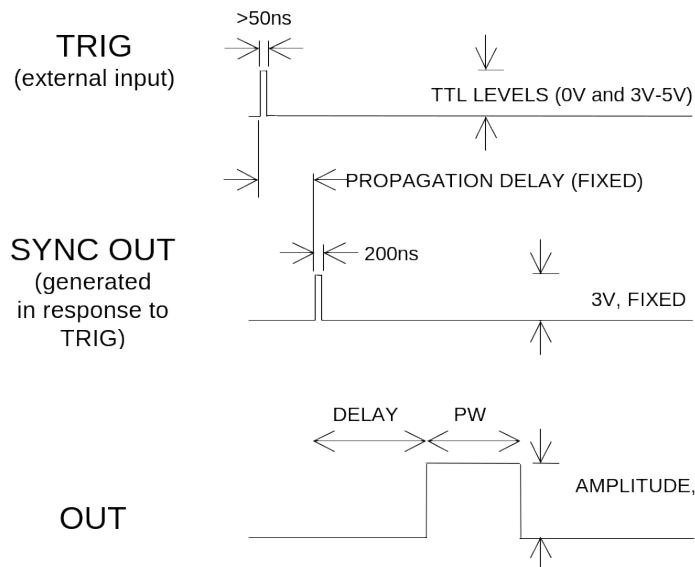 >50ns
TRIG
(external input)
TTL LEVELS (0V and 3V-5V)
PROPAGATION DELAY (FIXED)
SYNC OUT
(generated
in response to
TRIG)
200ns
3V, FIXED
DELAY
PW
AMPLITUDE,
OUT